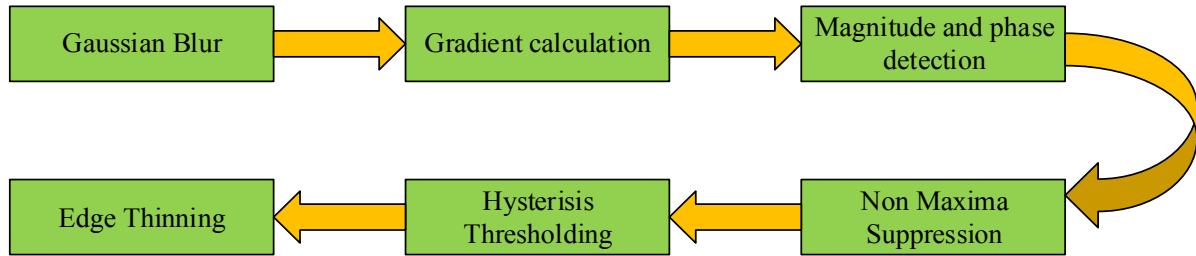 Gaussian Blur
Gradient calculation
Magnitude and phase
detection
Non Maxima
Suppression
Hysterisis
Thresholding
Edge Thinning